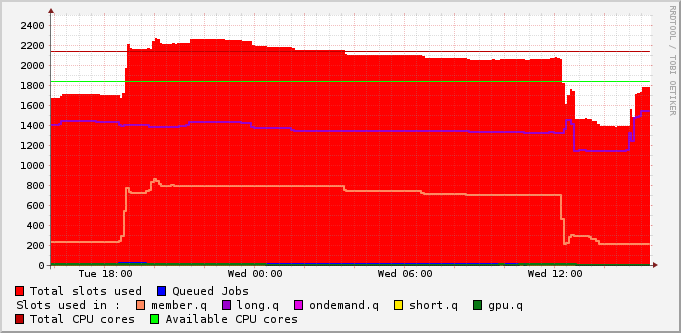 RRDTOOL / TOBI OETIKER
2400
2200
2000
1800
1600
1400
1200
1000
800
600
400
200
0
Tue 18:00 Wed 00:00 Wed 06:00 Wed 12:00
Total slots used Queued Jobs
Slots used in : member.q long.q ondemand.q short.q gpu.q
Total CPU cores Available CPU cores